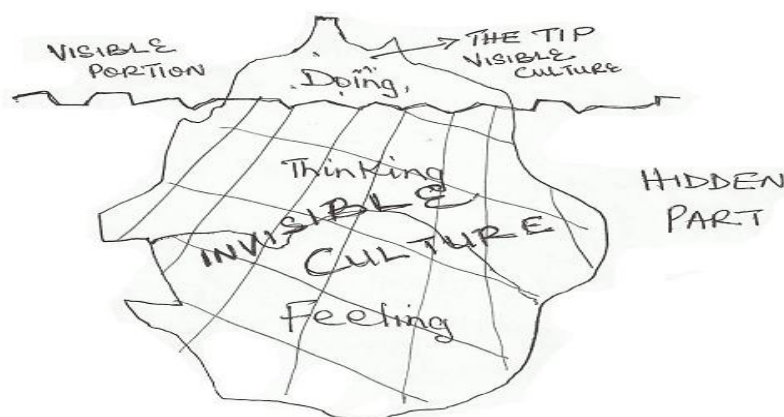 VISIBLE
PORTION
THE TIP
VISIBLE
CULTURE
Doing
Thinking
INVISIBLE
CULTURE
Feeling
HIDDEN
PART